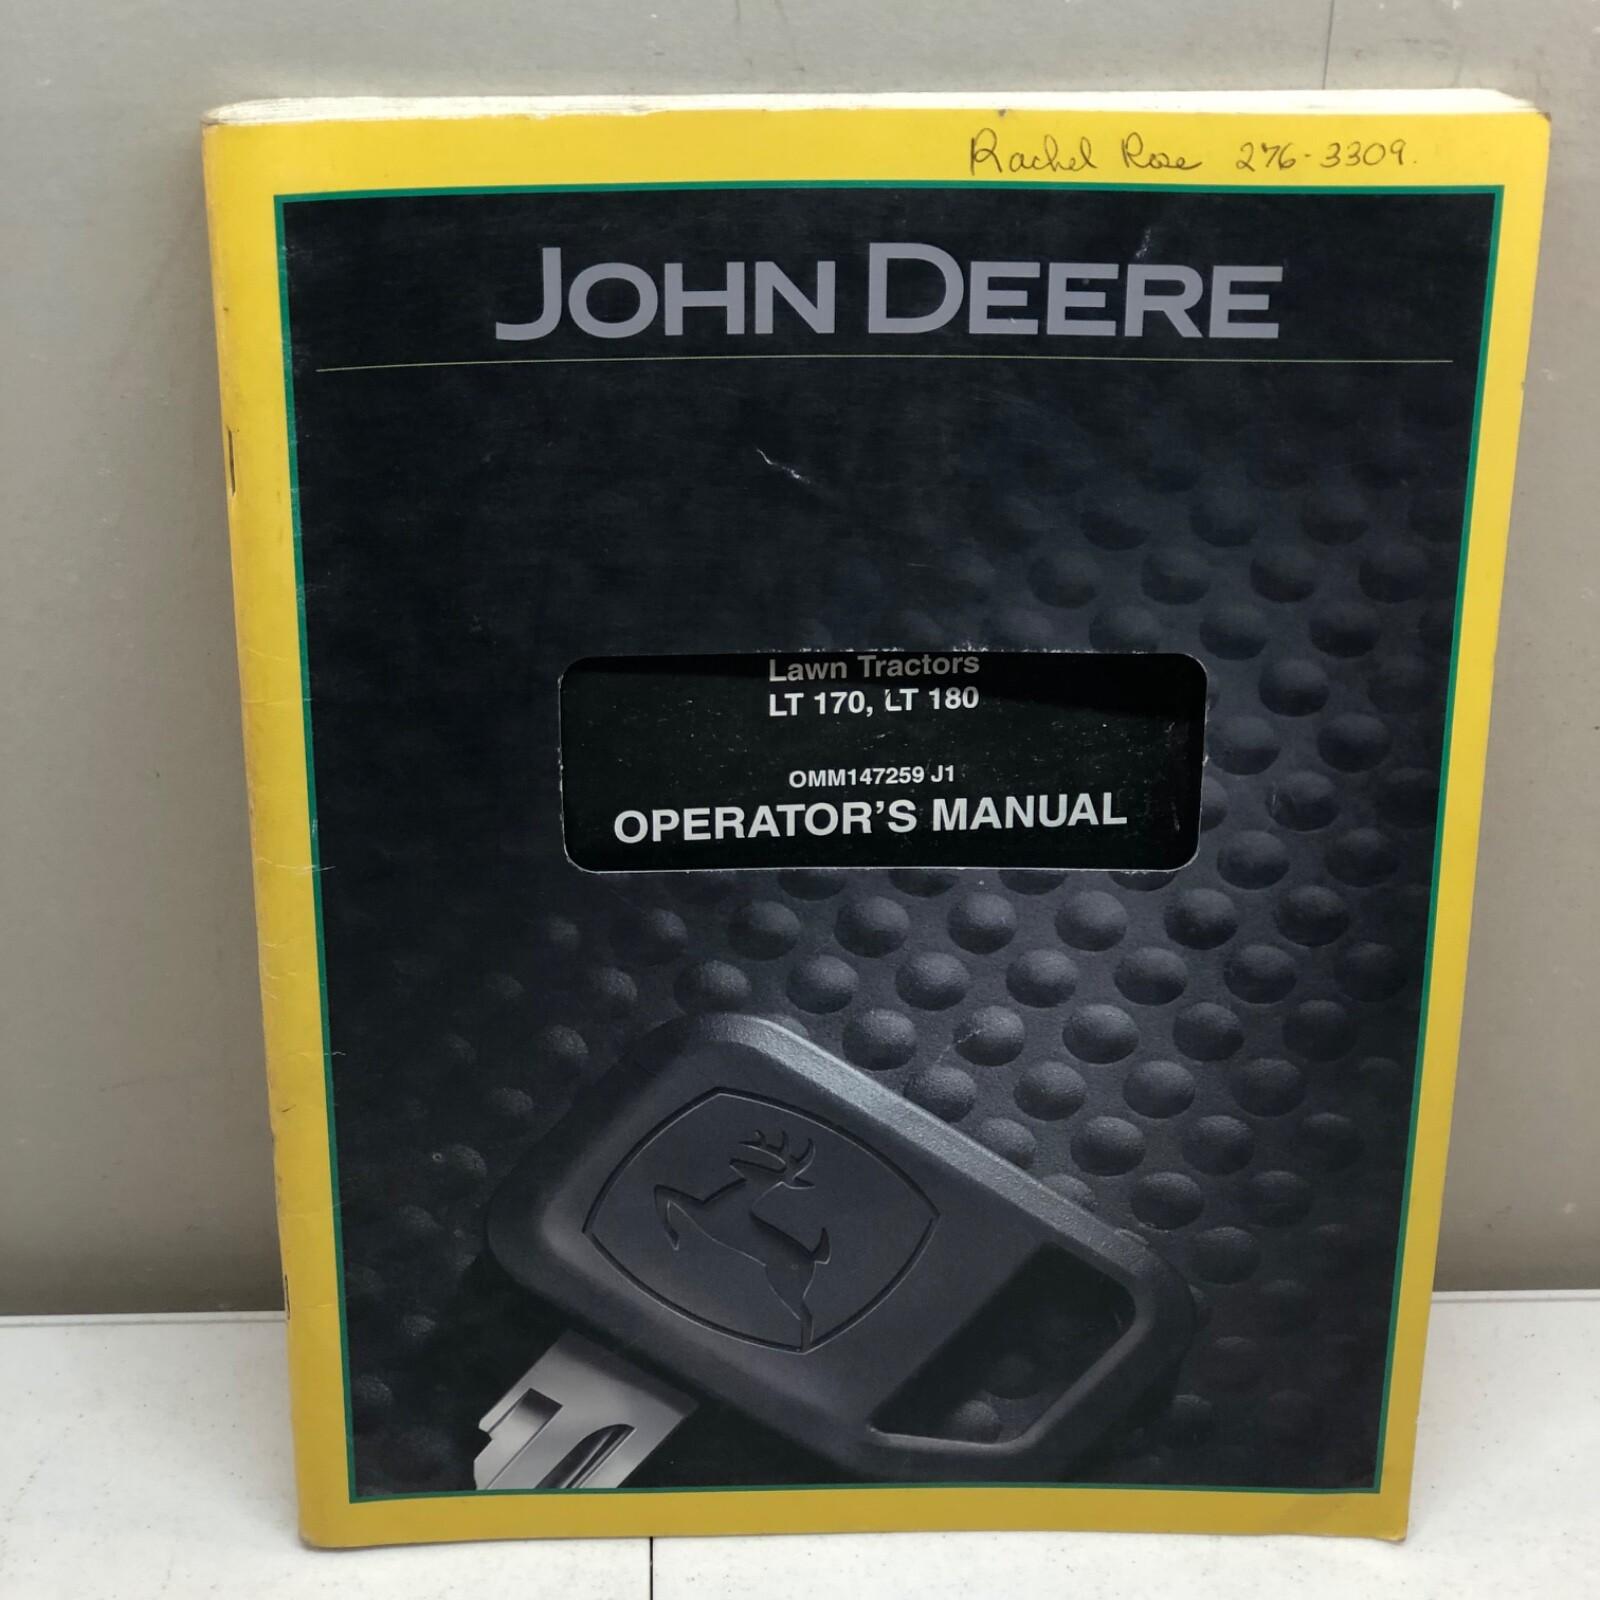 Rachel Rose 276-3309.
JOHN DEERE
Lawn Tractors
LT 170, LT 180
OMM147259 J1
OPERATOR'S MANUAL